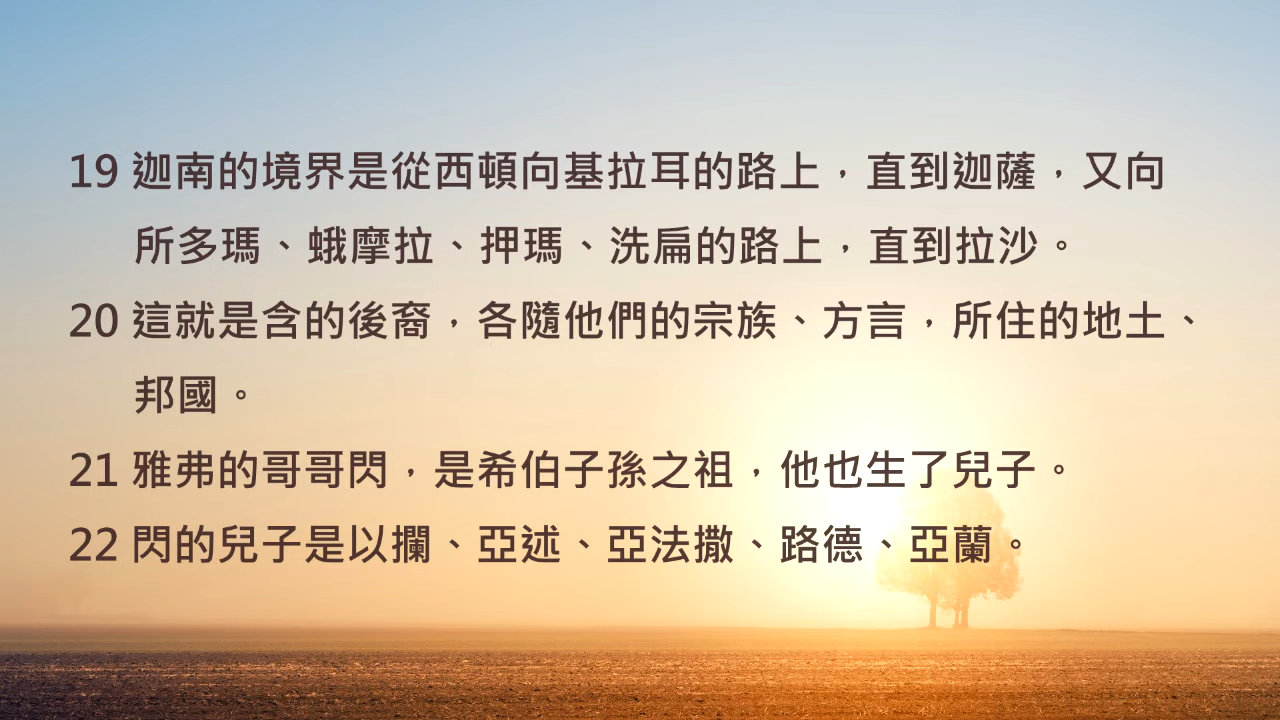 19 迦南的境界是從西頓向基拉耳的路上，直到迦薩，又向
所多瑪、蛾摩拉、押瑪、洗扁的路上，直到拉沙。
20 這就是含的後裔，各隨他們的宗族、方言，所住的地土、
邦國。
21 雅弗的哥哥閃，是希伯子孫之祖，他也生了兒子。
22 閃的兒子是以攔、亞述、亞法撒、路德、亞蘭。